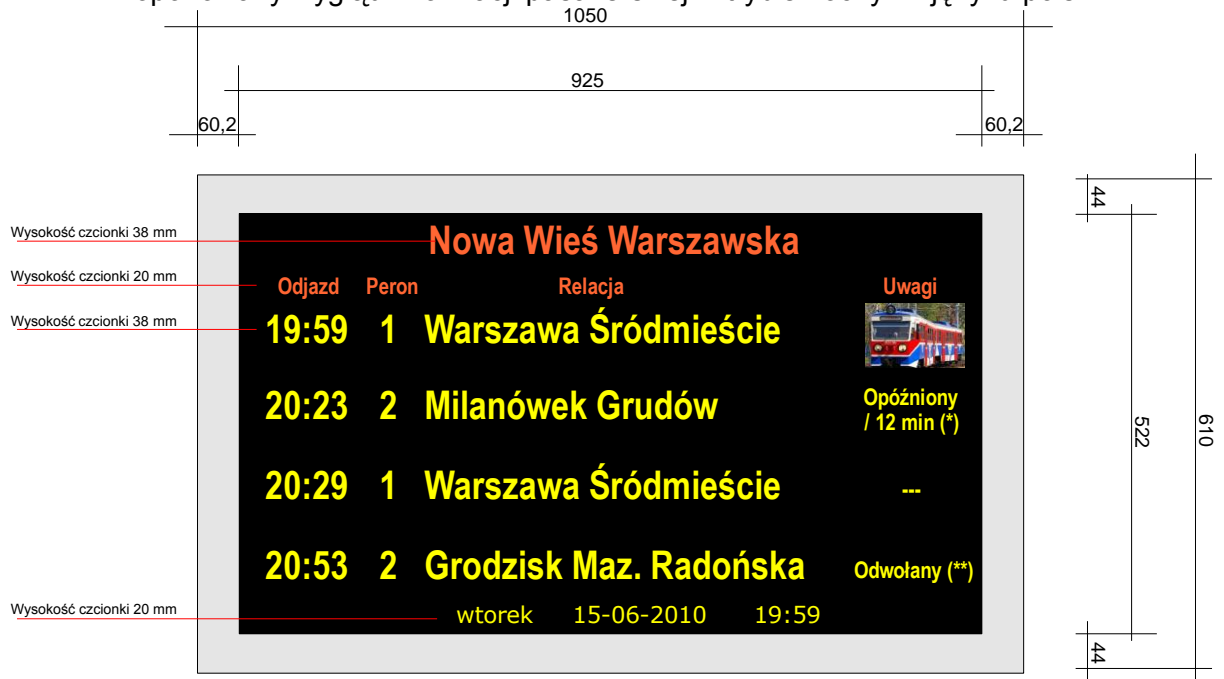 1050
925
60,2 60,2
44
Wysokość czcionki 38 mm
Nowa Wieś Warszawska
Wysokość czcionki 20 mm
Odjazd Peron Relacja Uwagi
Wysokość czcionki 38 mm
19:59 1 Warszawa Śródmieście
20:23 2 Milanówek Grudów Opóźniony
/ 12 min (*)
522
610
20:29 1 Warszawa Śródmieście ---
20:53 2 Grodzisk Maz. Radońska Odwołany (**)
Wysokość czcionki 20 mm
wtorek 15-06-2010 19:59
44